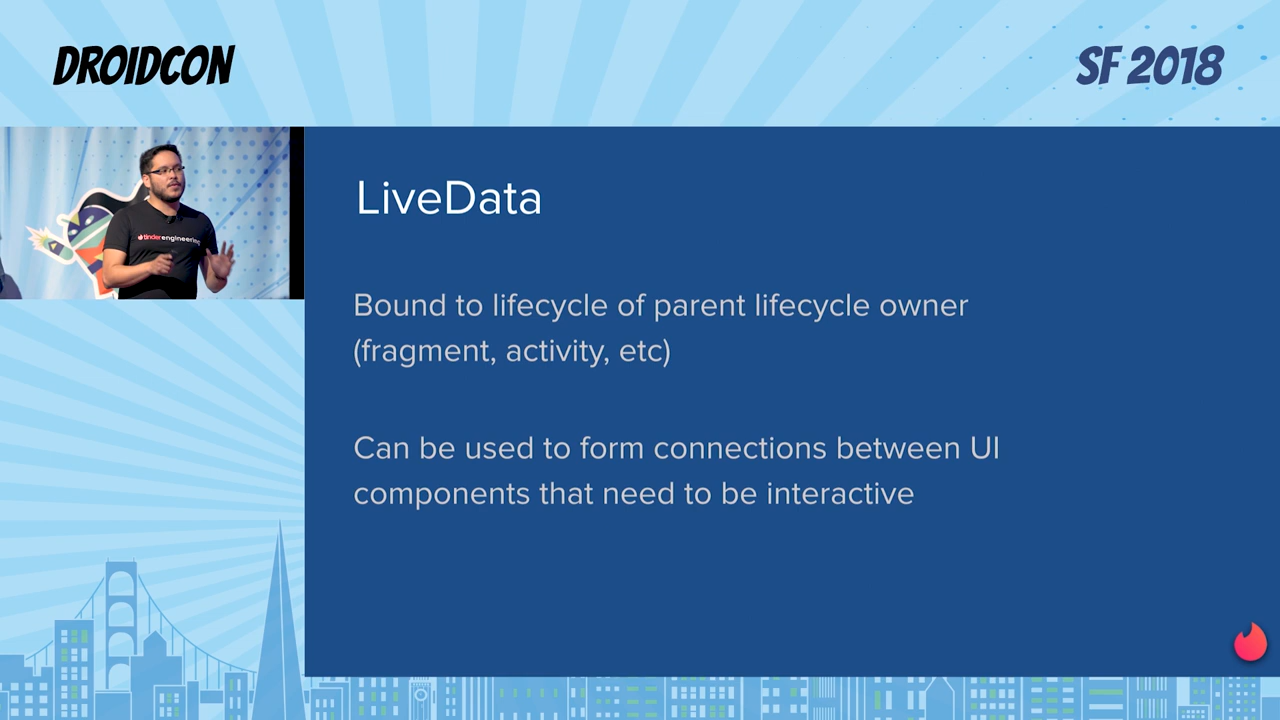 DROIDCON
SF 2018
tinder engineering
LiveData
Bound to lifecycle of parent lifecycle owner
(fragment, activity, etc)
Can be used to form connections between UI
components that need to be interactive